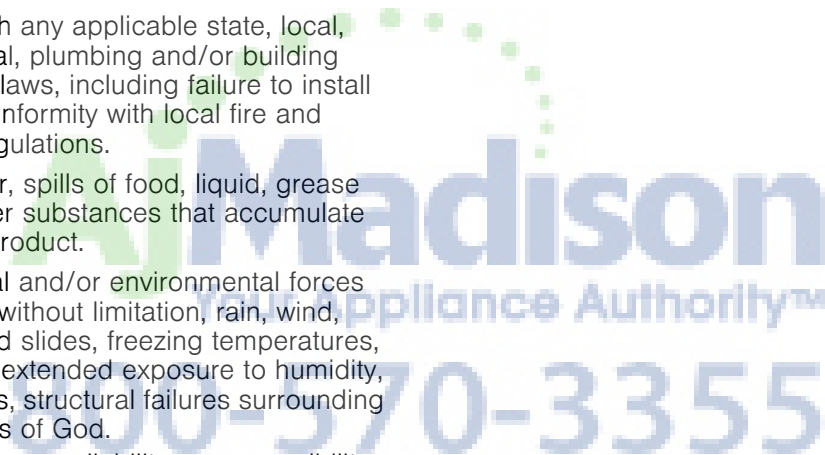 h any applicable state, local,
al, plumbing and/or building
laws, including failure to install
nformity with local fire and
gulations.
r, spills of food, liquid, grease
er substances that accumulate
roduct.
al and/or environmental forces
without limitation, rain, wind,
d slides, freezing temperatures,
extended exposure to humidity,
s, structural failures surrounding
s of God.
AjMadison
Your Appliance Authority™
800-570-3355